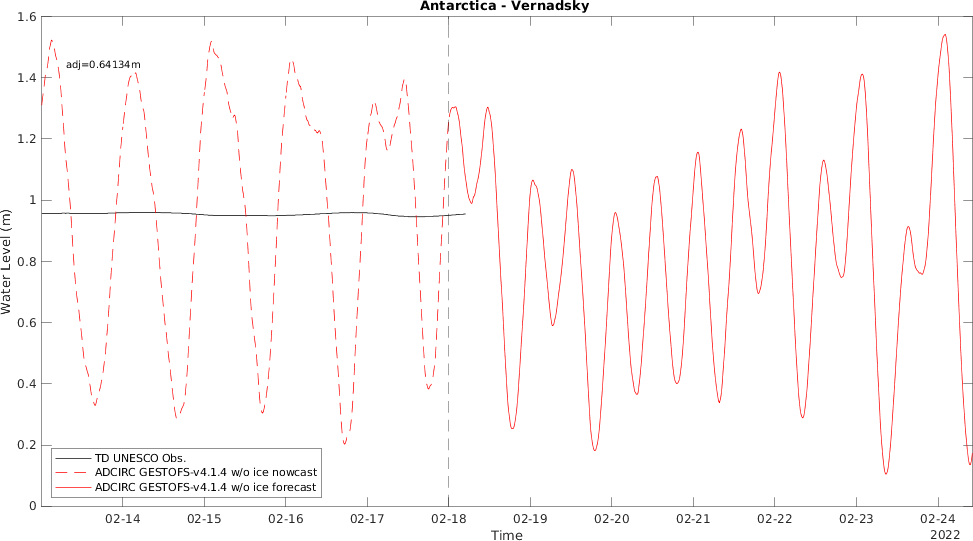 Antarctica - Vernadsky
1.6
1.4
1.2
1
0.8
0.6
0.4
0.2
0
Water Level (m)
adj=0.64134m
TD UNESCO Obs.
ADCIRC GESTOFS-v4.1.4 w/o ice nowcast
ADCIRC GESTOFS-v4.1.4 w/o ice forecast
02-14 02-15 02-16 02-17 02-18 02-19 02-20 02-21 02-22 02-23 02-24
2022
Time